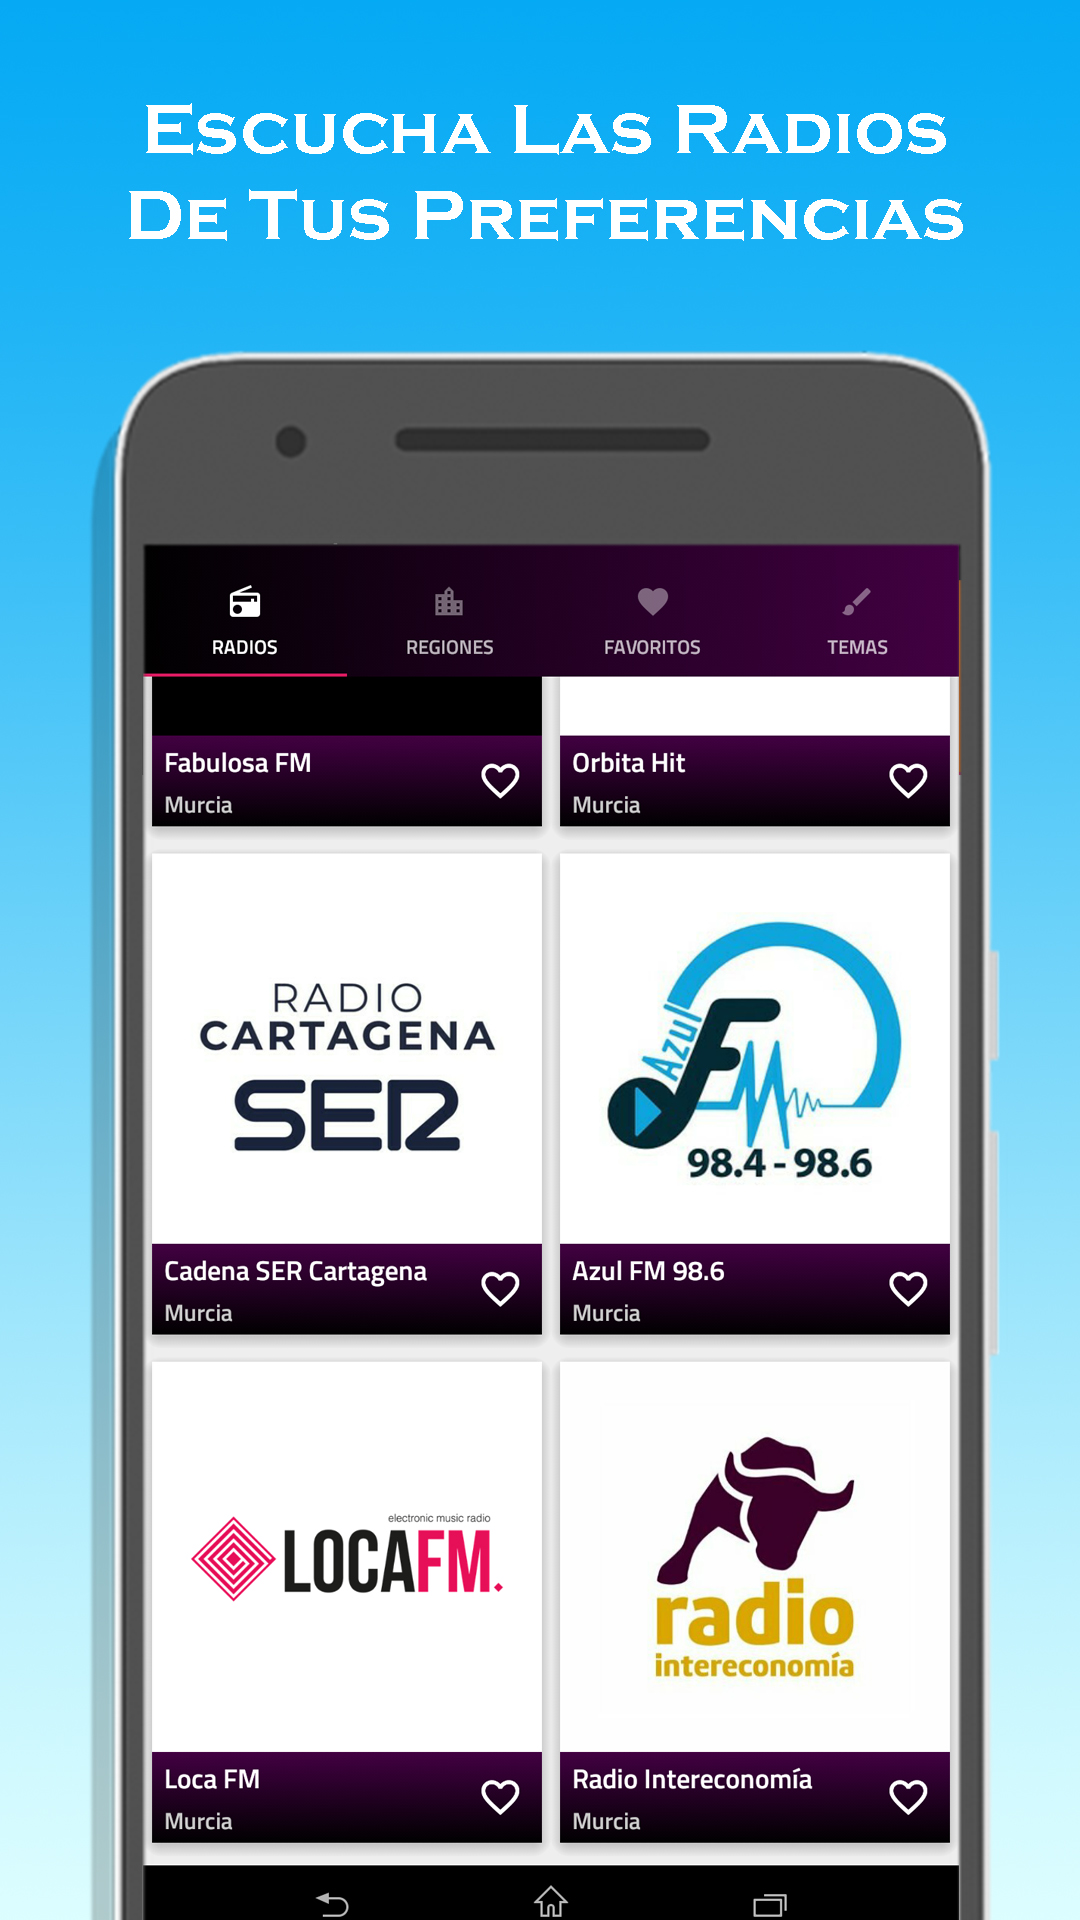 Escucha Las Radios
De Tus Preferencias
RADIOS
REGIONES
FAVORITOS
TEMAS
Fabulosa FM
Murcia
Orbita Hit
Murcia
RADIO
CARTAGENA
SER
Azul
FM
98.4 - 98.6
Cadena SER Cartagena
Murcia
Azul FM 98.6
Murcia
electronic music radio
LOCAFM.
radio
intereconomía
Loca FM
Murcia
Radio Intereconomía
Murcia